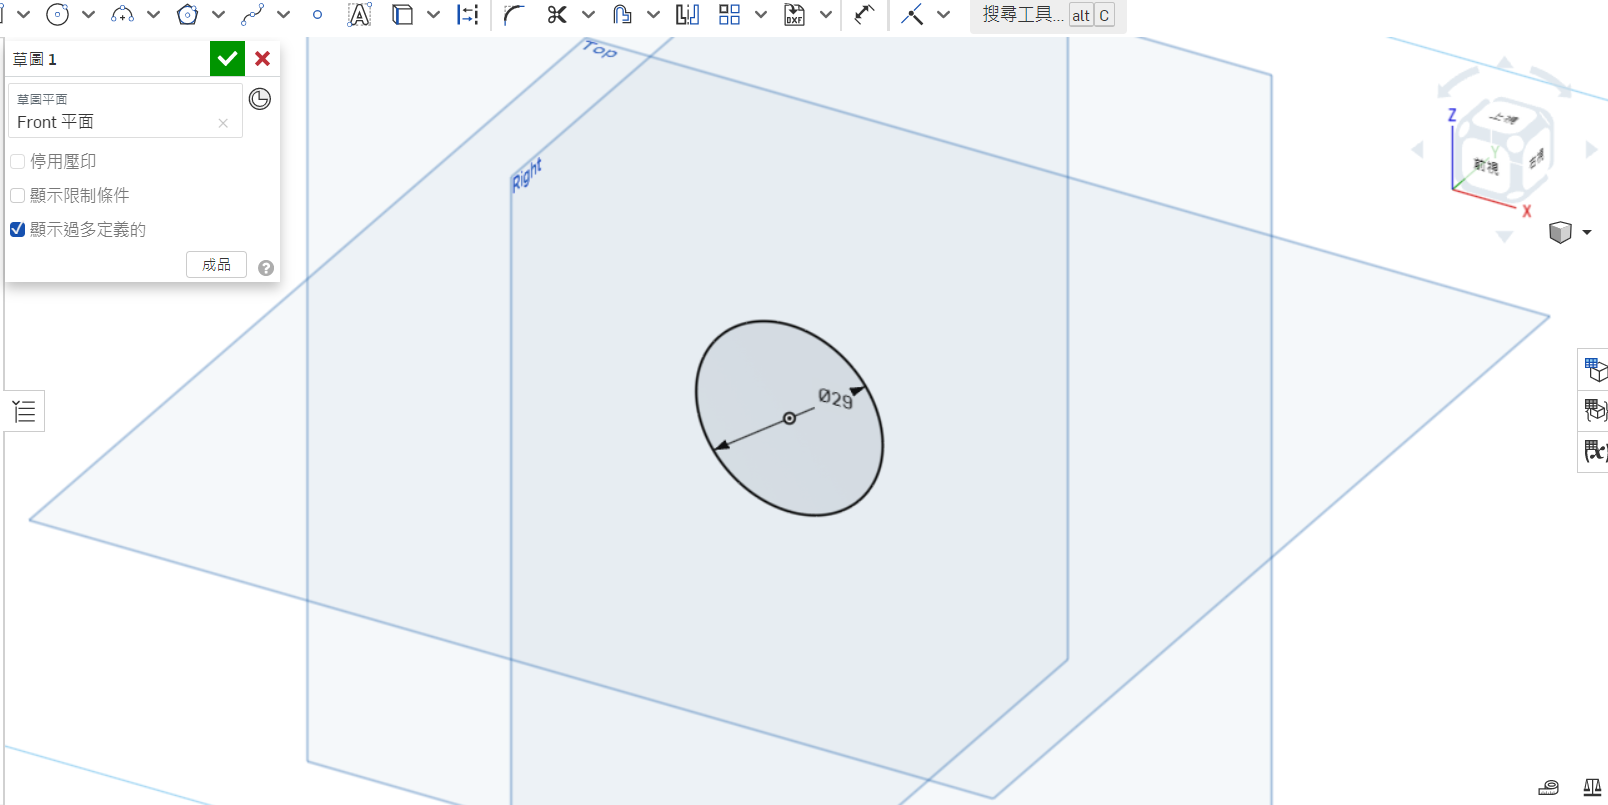 搜尋工具... alt C
草圖 1
草圖平面
Front 平面
停用壓印
顯示限制條件
顯示過多定義的
成品
Top
Right
Ø29
Z
上視
Y
前視
右視
X
DXF
A
(x)